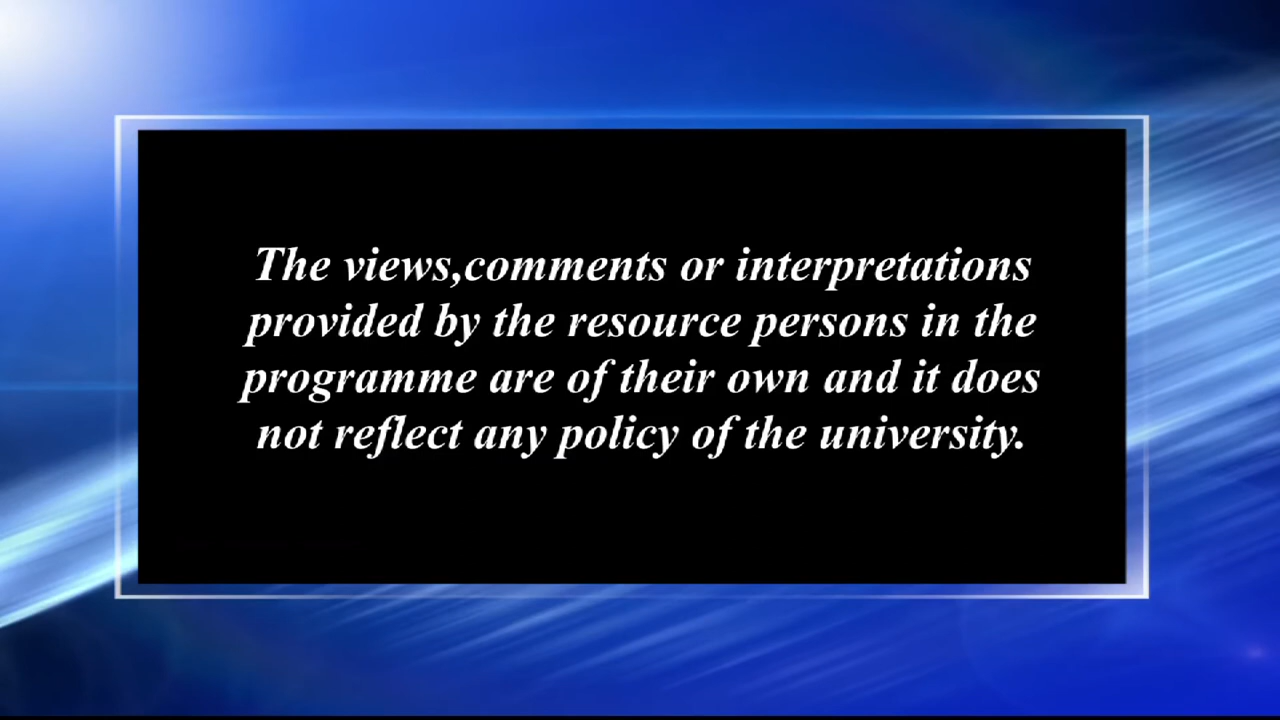 The views,comments or interpretations
provided by the resource persons in the
programme are of their own and it does
not reflect any policy of the university.